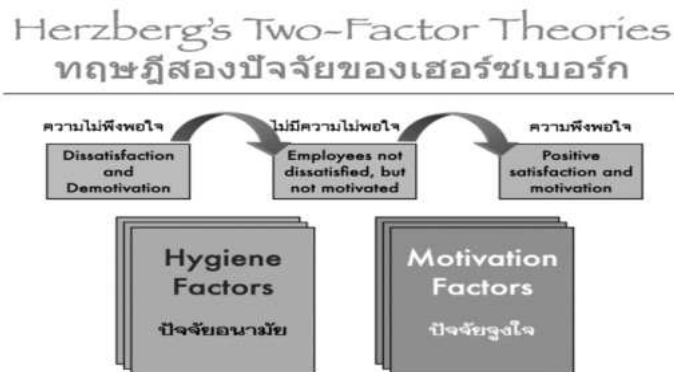 Herzberg's Two-Factor Theories
ทฤษฎีสองปัจจัยของเฮอร์ซเบอร์ก
ความไม่พึงพอใจ
ไม่มีความไม่พอใจ
ความพึงพอใจ
Dissatisfaction
and
Demotivation
Employees not
dissatisfied, but
not motivated
Positive
satisfaction and
motivation
Hygiene
Factors
ปัจจัยอนามัย
Motivation
Factors
ปัจจัยจูงใจ